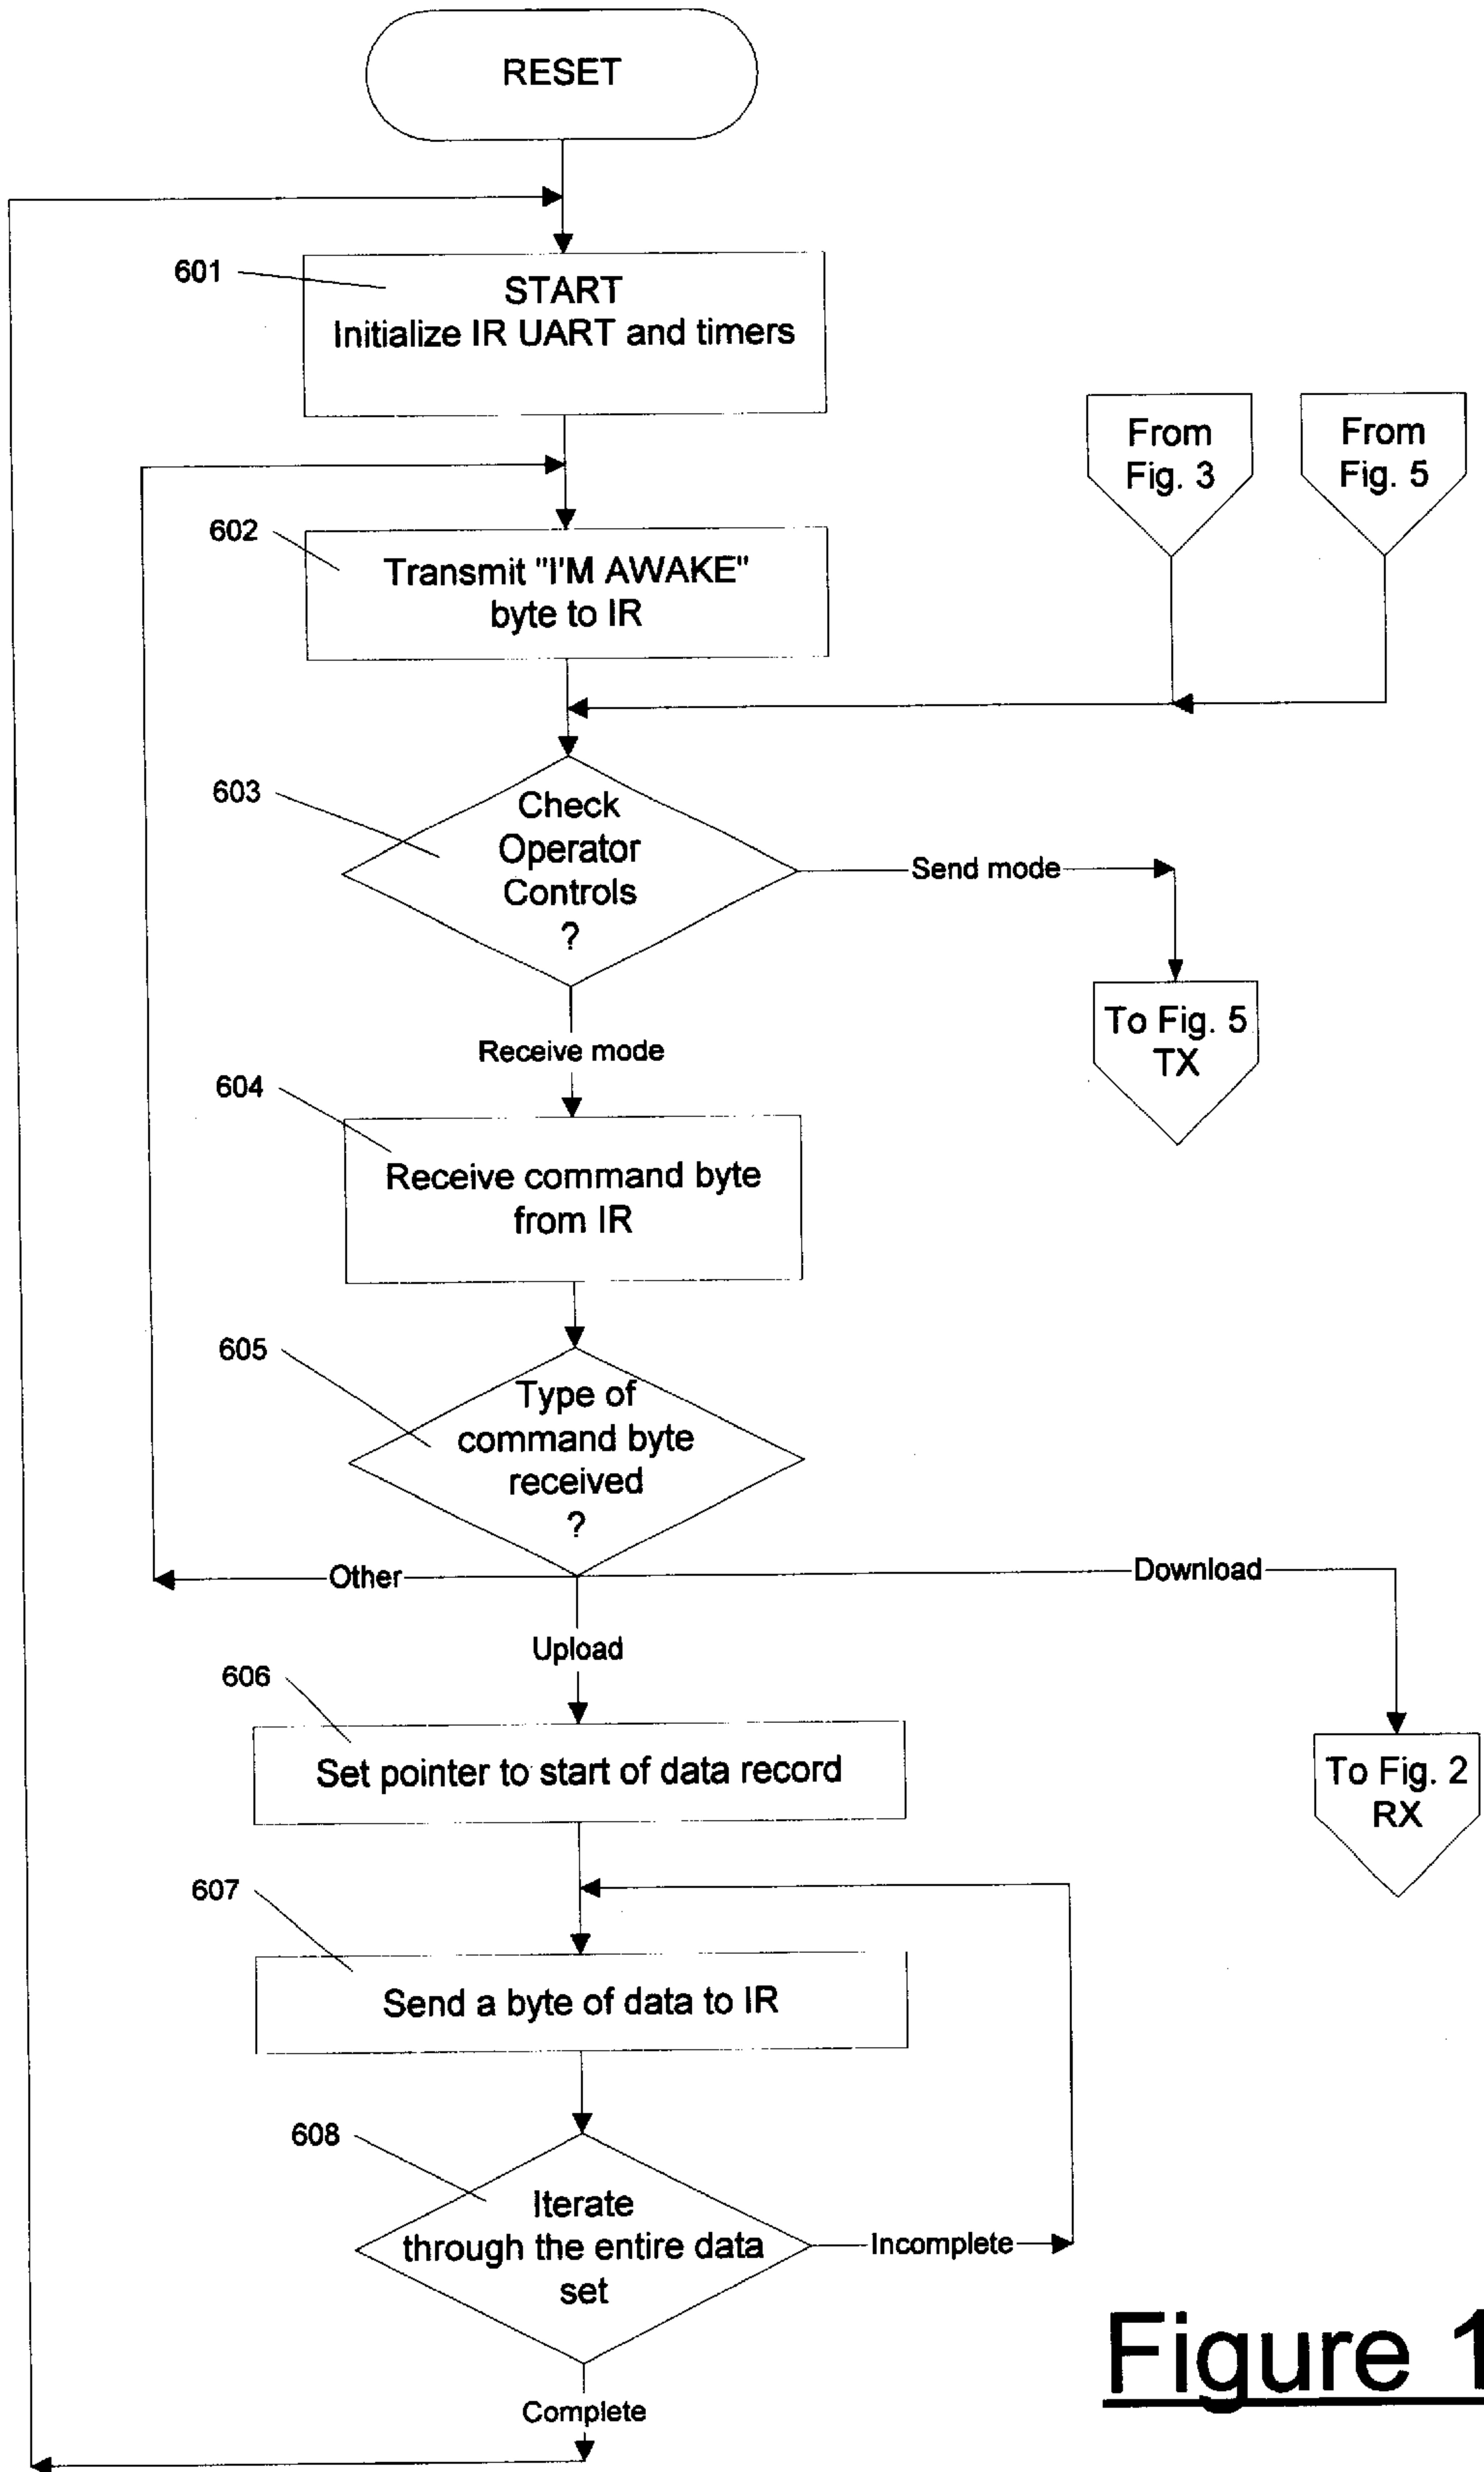 RESET
601
START
Initialize IR UART and timers
From
Fig. 3
From
Fig. 5
602
Transmit "I'M AWAKE"
byte to IR
603
Check
Operator
Controls
?
Send mode
To Fig. 5
TX
Receive mode
604
Receive command byte
from IR
605
Type of
command byte
received
?
Other
Download
Upload
606
Set pointer to start of data record
To Fig. 2
RX
607
Send a byte of data to IR
608
Iterate
through the entire data
set
Incomplete
Complete
Figure 1